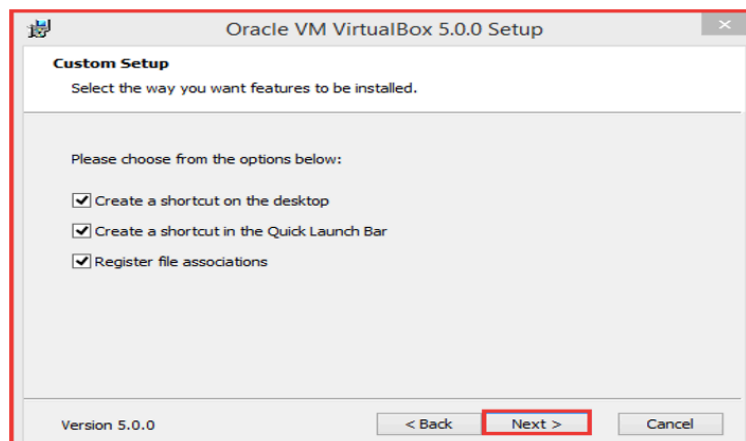 Oracle VM VirtualBox 5.0.0 Setup
Custom Setup
Select the way you want features to be installed.
Please choose from the options below:
Create a shortcut on the desktop
Create a shortcut in the Quick Launch Bar
Register file associations
Version 5.0.0
< Back
Next >
Cancel